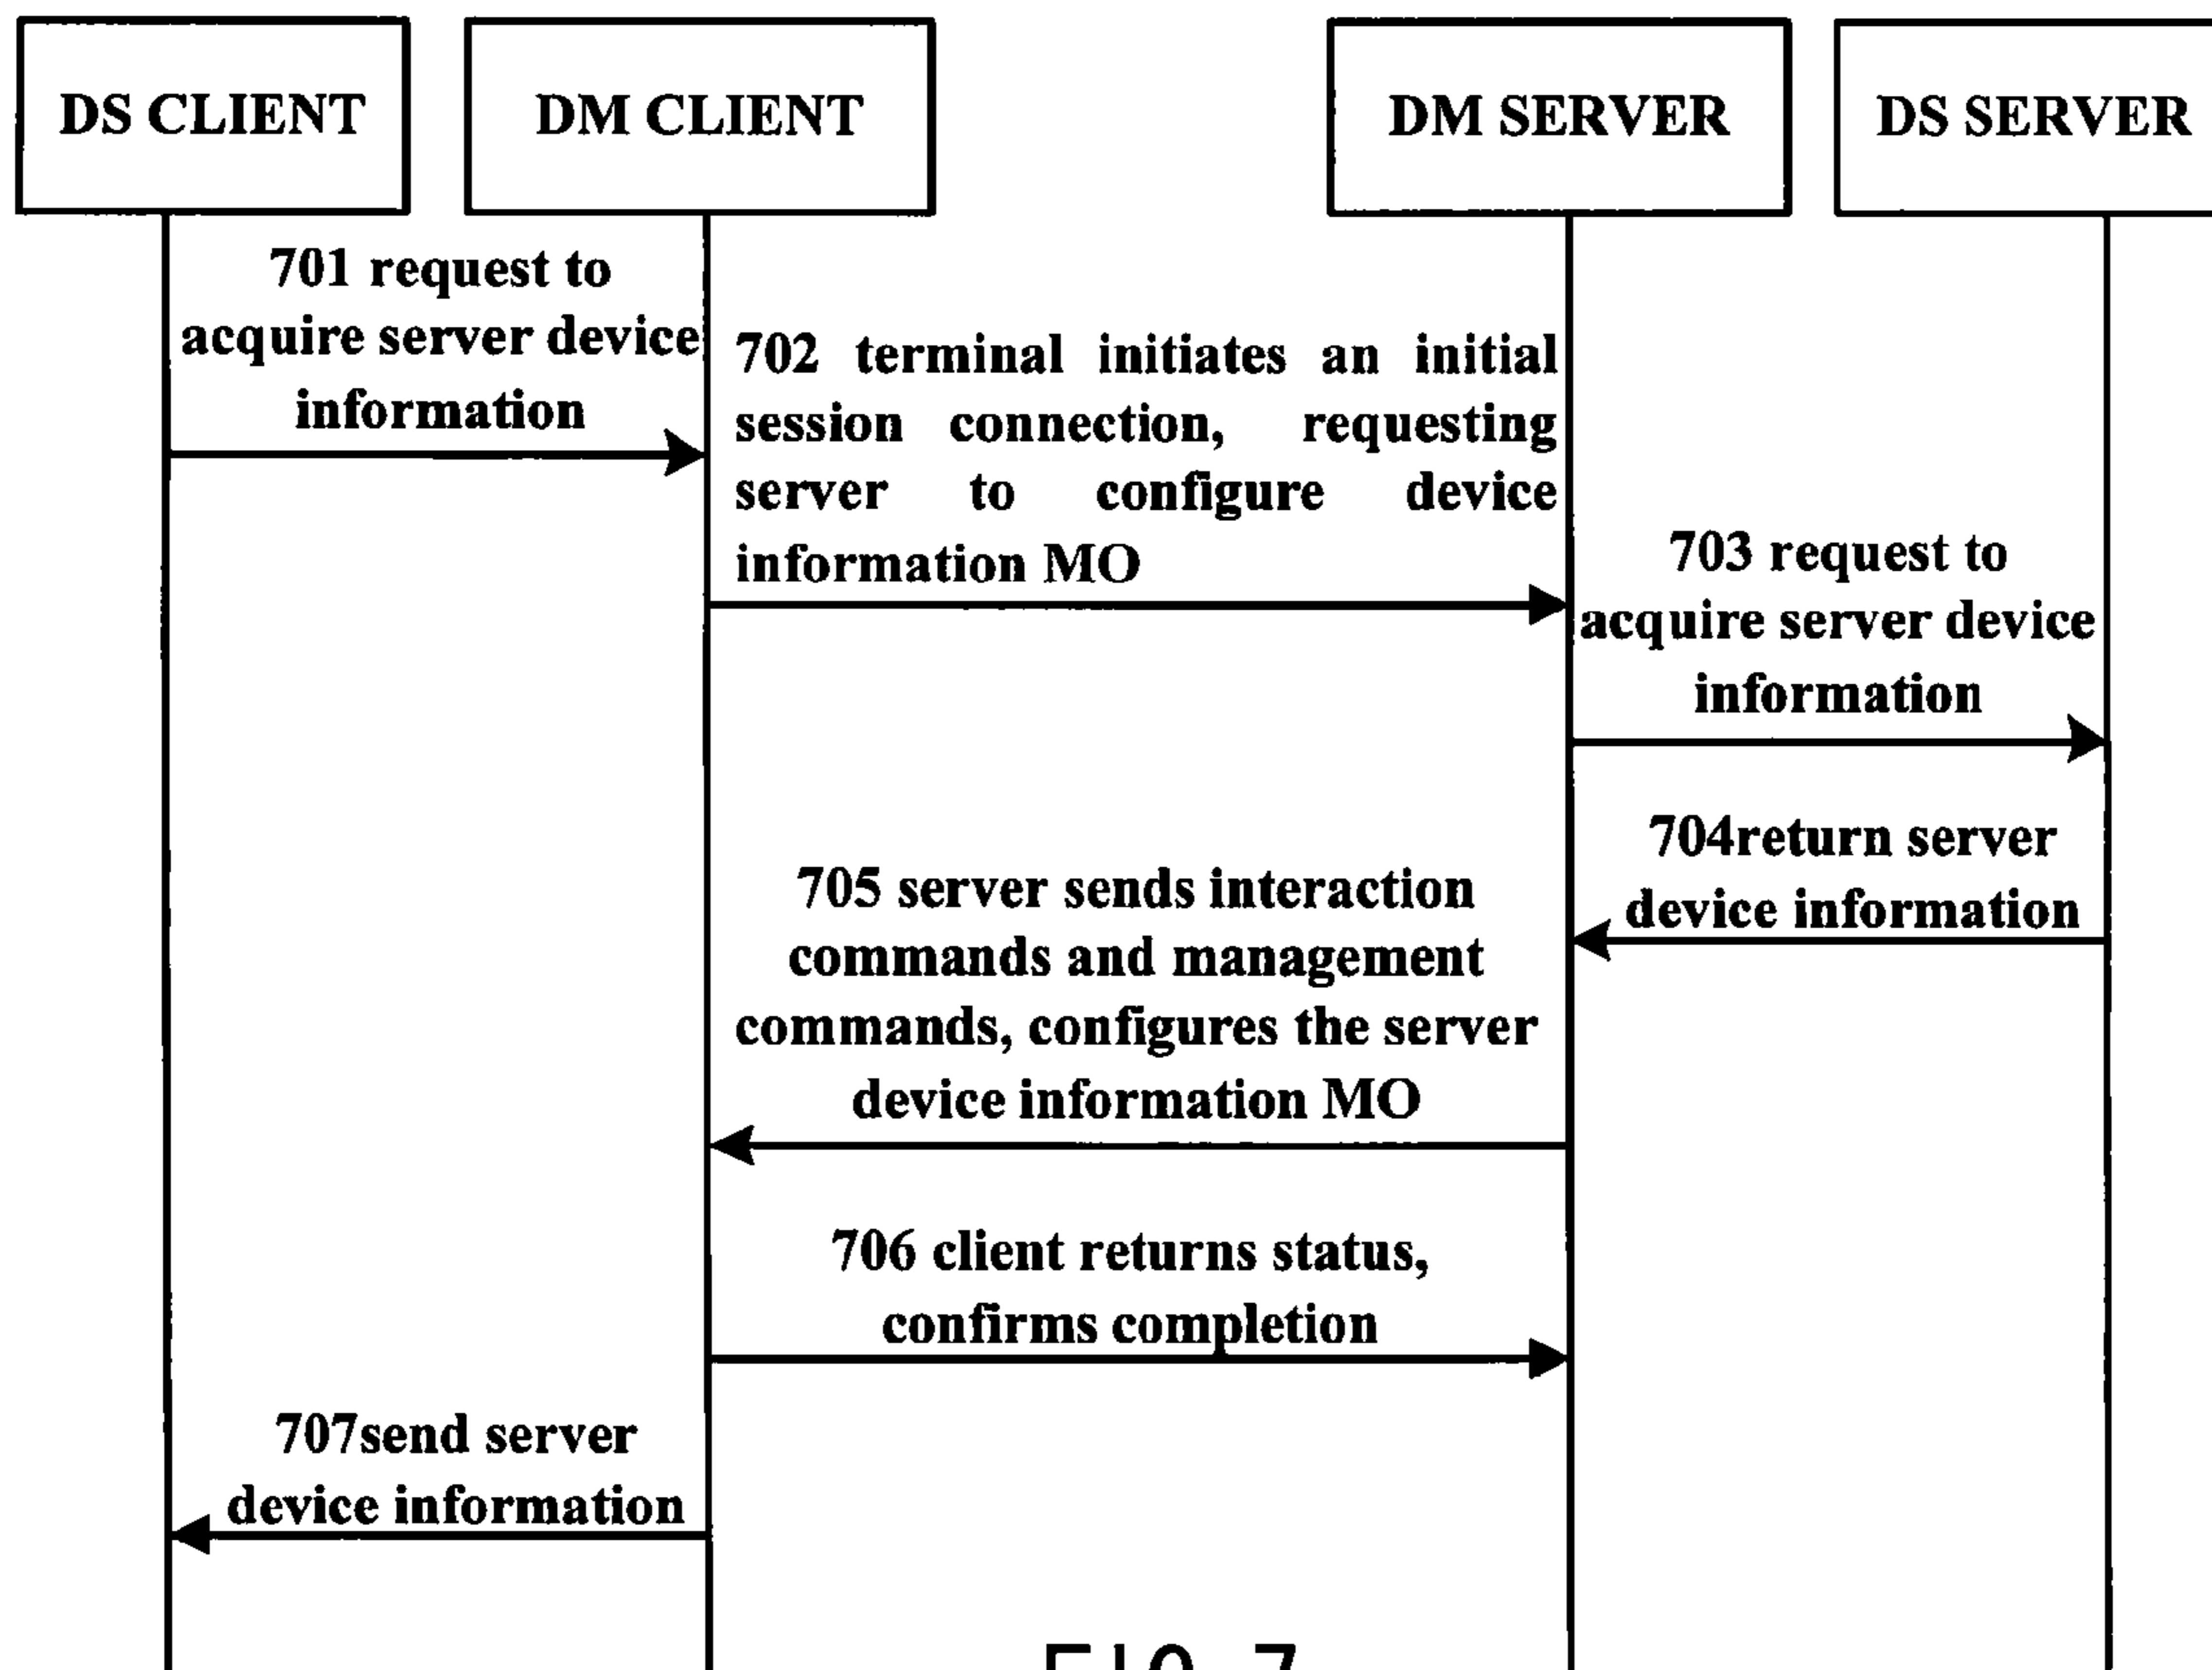 DS CLIENT
DM CLIENT
DM SERVER
DS SERVER
701 request to
acquire server device
information
702 terminal initiates an initial
session connection, requesting
server to configure device
information MO
703 request to
acquire server device
information
704return server
device information
705 server sends interaction
commands and management
commands, configures the server
device information MO
706 client returns status,
confirms completion
707send server
device information
FIG 7